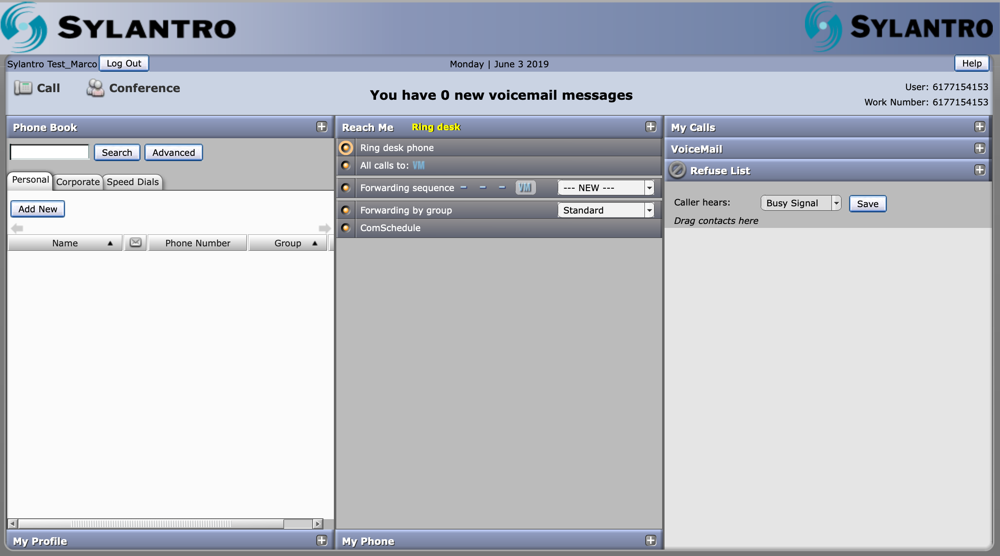 SYLANTRO
SYLANTRO
Sylantro Test_Marco Log Out
Monday | June 3 2019
Help
Call
Conference
You have 0 new voicemail messages
User: 6177154153
Work Number: 6177154153
Phone Book
Search
Advanced
Personal
Corporate
Speed Dials
Add New
Name
Phone Number
Group
My Profile
Reach Me
Ring desk
Ring desk phone
All calls to: VM
Forwarding sequence - - - VM --- NEW ---
Forwarding by group Standard
ComSchedule
My Phone
My Calls
VoiceMail
Refuse List
Caller hears: Busy Signal Save
Drag contacts here